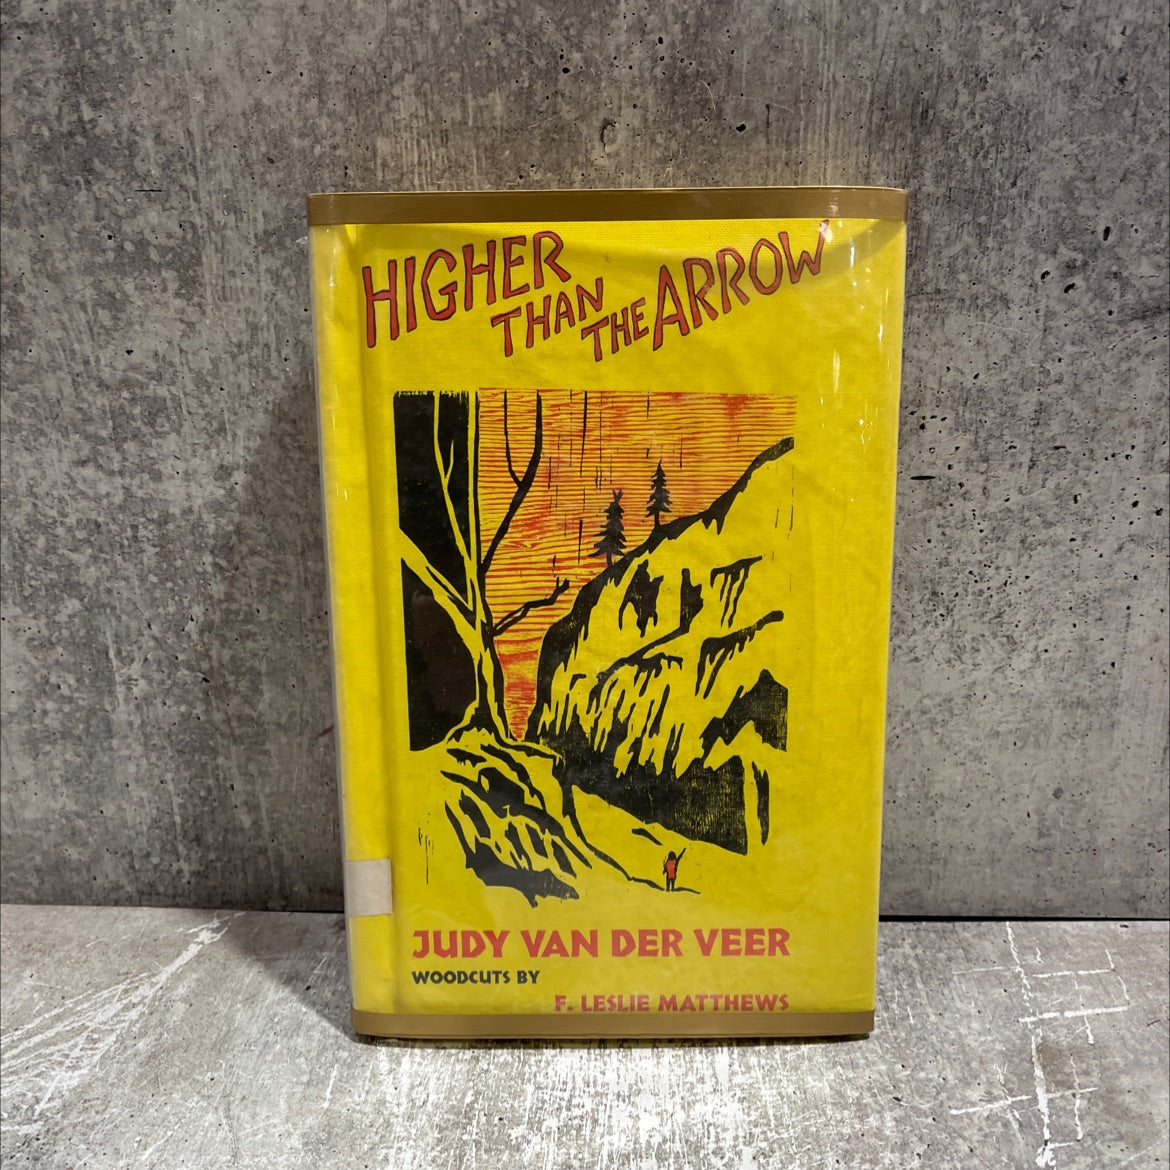 HIGHER
THAN
THE ARROW
JUDY VAN DER VEER
WOODCUTS BY
F. LESLIE MATTHEWS